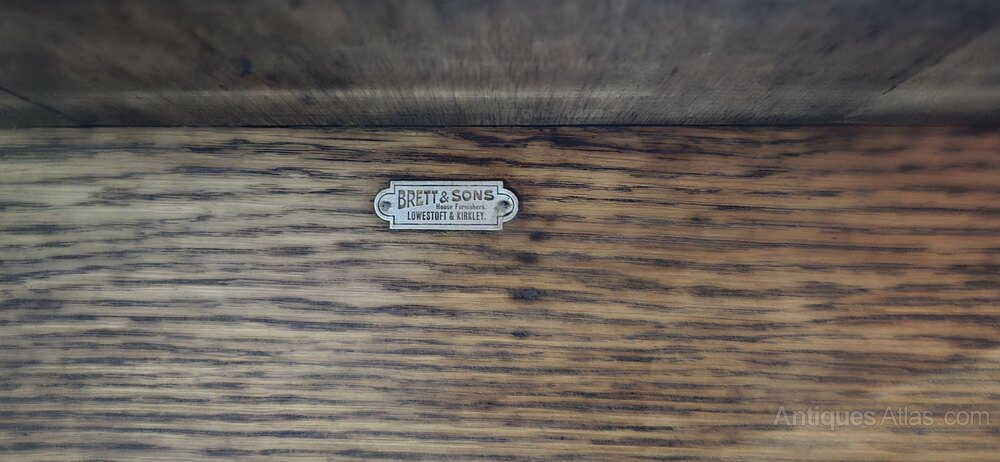 BRETT & SONS
House Furnishers.
LOWESTOFT & KIRKLEY.
AntiquesAtlas.com